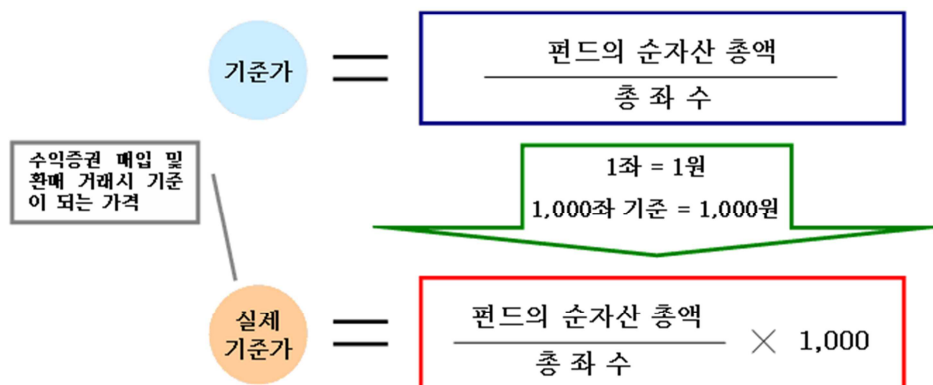 기준가
=
펀드의 순자산 총액
총 좌 수
수익증권 매입 및
환매 거래시 기준
이 되는 가격
1좌 = 1원
1,000좌 기준 = 1,000원
실제
기준가
=
펀드의 순자산 총액
총 좌 수
× 1,000